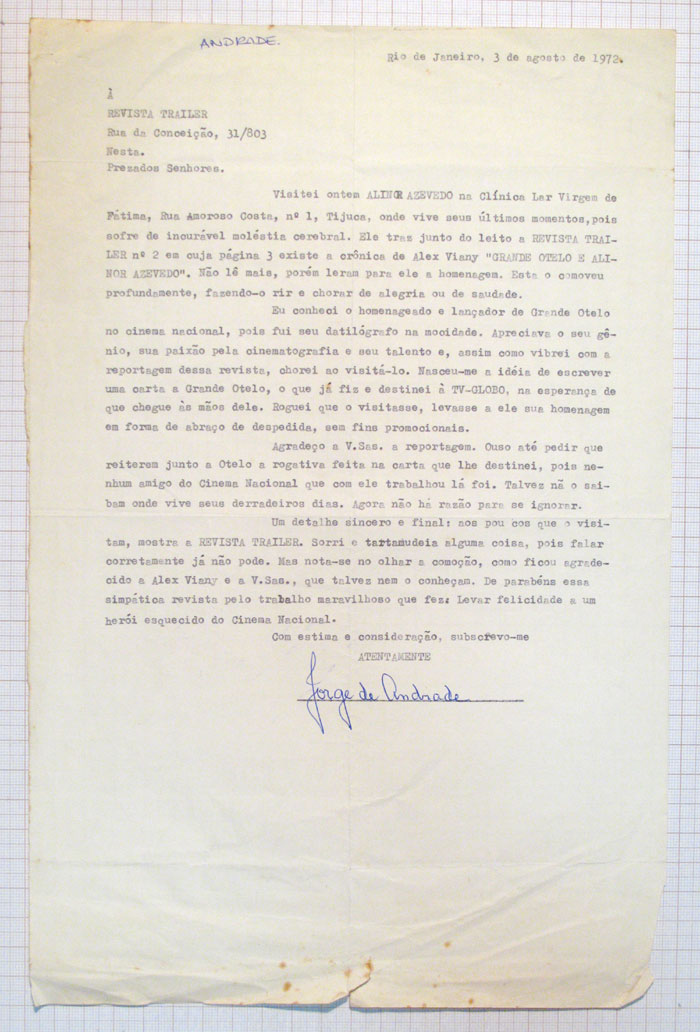 ANDRADE.
Rio de Janeiro, 3 de agosto de 1972.
À
REVISTA TRAILER
Rua da Conceição, 31/803
Nesta.
Prezados Senhores.
Visitei ontem ALINOR AZEVEDO na Clínica Lar Virgem de
Fátima, Rua Amoroso Costa, nº 1, Tijuca, onde vive seus últimos momentos,pois
sofre de incurável moléstia cerebral. Ele traz junto do leito a REVISTA TRAI-
LER nº 2 em cuja página 3 existe a crônica de Alex Viany "GRANDE OTELO E ALI-
NOR AZEVEDO". Não lê mais, porém leram para ele a homenagem. Esta o comoveu
profundamente, fazendo-o rir e chorar de alegria ou de saudade.
Eu conheci o homenageado e lançador de Grande Otelo
no cinema nacional, pois fui seu datilógrafo na mocidade. Apreciava o seu gê-
nio, sua paixão pela cinematografia e seu talento e, assim como vibrei com a
reportagem dessa revista, chorei ao visitá-lo. Nasceu-me a idéia de escrever
uma carta a Grande Otelo, o que já fiz e destinei à TV-GLOBO, na esperança de
que chegue às mãos dele. Roguei que o visitasse, levasse a ele sua homenagem
em forma de abraço de despedida, sem fins promocionais.
Agradeço a V.Sas. a reportagem. Ouso até pedir que
reiterem junto a Otelo a rogativa feita na carta que lhe destinei, pois ne-
nhum amigo do Cinema Nacional que com ele trabalhou lá foi. Talvez nã o sai-
bam onde vive seus derradeiros dias. Agora não há razão para se ignorar.
Um detalhe sincero e final: aos pou cos que o visi-
tam, mostra a REVISTA TRAILER. Sorri e tartamudeia alguma coisa, pois falar
corretamente já não pode. Mas nota-se no olhar a comoção, como ficou agrade-
cido a Alex Viany e a V.Sas., que talvez nem o conheçam. De parabéns essa
simpática revista pelo trabalho maravilhoso que fez: Levar felicidade a um
herói esquecido do Cinema Nacional.
Com estima e consideração, subscrevo-me
ATENTAMENTE
Jorge de Andrade